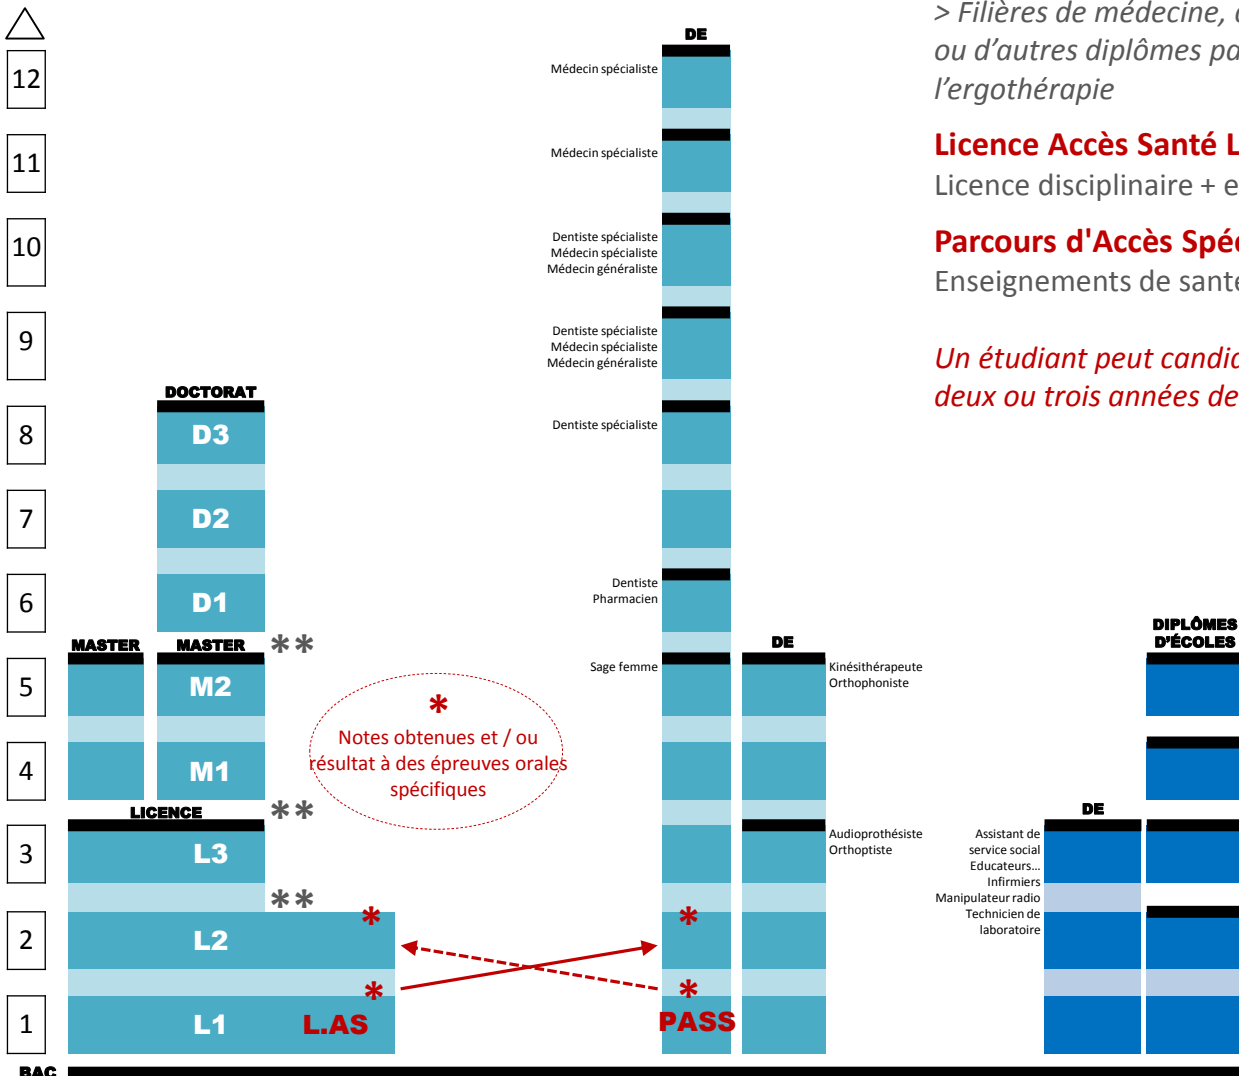 > Filières de médecine,
ou d'autres diplômes
l'ergothérapie
Licence Accès Santé
Licence disciplinaire +
Parcours d'Accès
Enseignements de
Un étudiant peut
deux ou trois années de
DE
12
Médecin spécialiste
11
Médecin spécialiste
10
Dentiste spécialiste
Médecin spécialiste
Médecin généraliste
9
Dentiste spécialiste
Médecin spécialiste
Médecin généraliste
DOCTORAT
8
D3
Dentiste spécialiste
7
D2
6
D1
Dentiste
Pharmacien
MASTER
MASTER
**
DE
DIPLÔMES
D'ÉCOLES
5
M2
Sage femme
Kinésithérapeute
Orthophoniste
*
Notes obtenues et / ou
résultat à des épreuves orales
spécifiques
4
M1
LICENCE
**
DE
3
L3
Audioprothésiste
Orthoptiste
Assistant de
service social
Educateurs...
Infirmiers
Manipulateur radio
Technicien de
laboratoire
**
*
*
2
L2
*
*
1
L1
L.AS
PASS
BAC